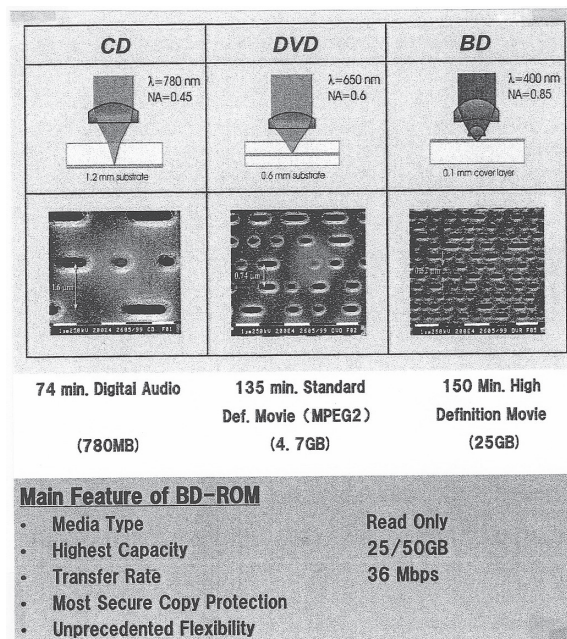 CD DVD BD
λ=780 nm
NA=0.45
λ=650 nm
NA=0.6
λ=400 nm
NA=0.85
1.2 mm substrate
0.6 mm substrate
0.1 mm cover layer
1.6 μm
0.74 μm
74 min. Digital Audio
(780MB)
135 min. Standard
Def. Movie (MPEG2)
(4. 7GB)
150 Min. High
Definition Movie
(25GB)
Main Feature of BD-ROM
• Media Type Read Only
• Highest Capacity 25/50GB
• Transfer Rate 36 Mbps
• Most Secure Copy Protection
• Unprecedented Flexibility